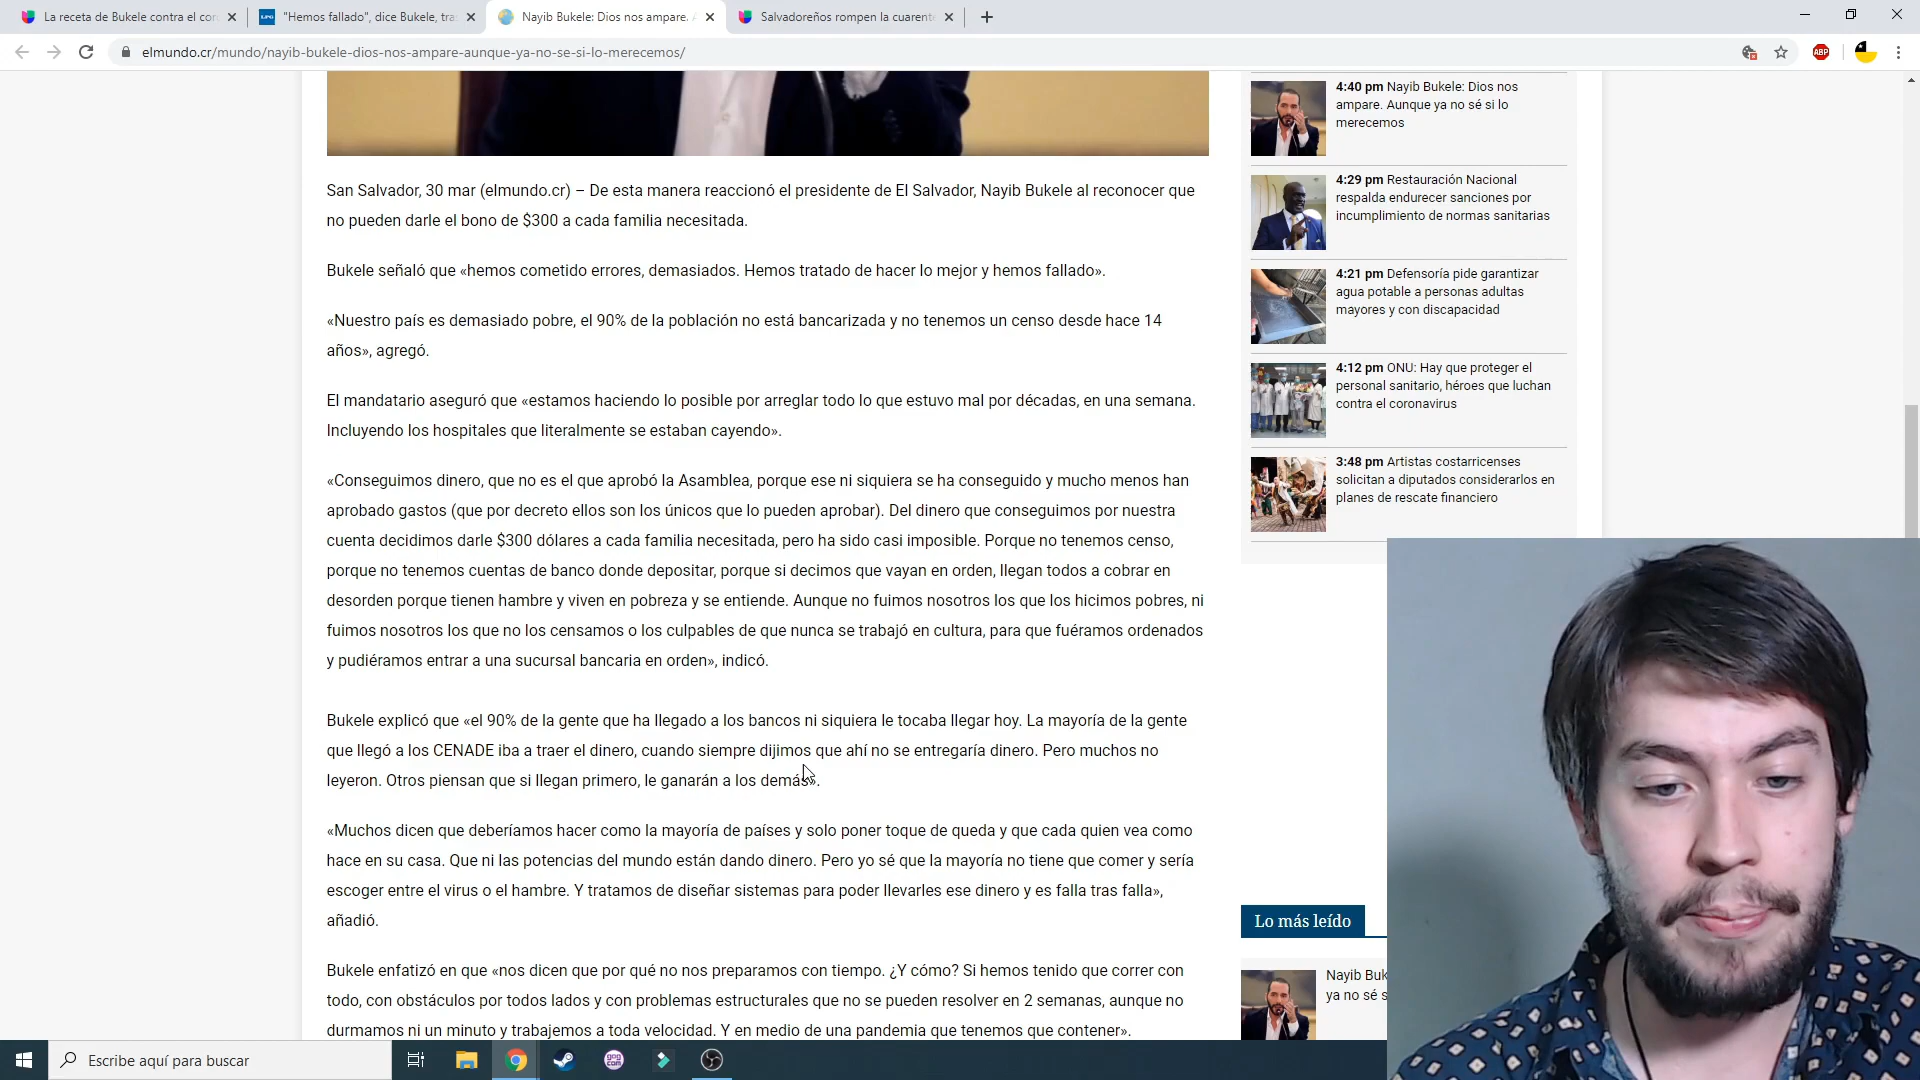 La receta de Bukele contra el cor
"Hemos fallado", dice Bukele, tra
Nayib Bukele: Dios nos ampare. A
Salvadoreños rompen la cuarent
elmundo.cr/mundo/nayib-bukele-dios-nos-ampare-aunque-ya-no-se-si-lo-merecemos/
ABP
San Salvador, 30 mar (elmundo.cr) – De esta manera reaccionó el presidente de El Salvador, Nayib Bukele al reconocer que
no pueden darle el bono de $300 a cada familia necesitada.
Bukele señaló que «hemos cometido errores, demasiados. Hemos tratado de hacer lo mejor y hemos fallado».
«Nuestro país es demasiado pobre, el 90% de la población no está bancarizada y no tenemos un censo desde hace 14
años», agregó.
El mandatario aseguró que «estamos haciendo lo posible por arreglar todo lo que estuvo mal por décadas, en una semana.
Incluyendo los hospitales que literalmente se estaban cayendo».
«Conseguimos dinero, que no es el que aprobó la Asamblea, porque ese ni siquiera se ha conseguido y mucho menos han
aprobado gastos (que por decreto ellos son los únicos que lo pueden aprobar). Del dinero que conseguimos por nuestra
cuenta decidimos darle $300 dólares a cada familia necesitada, pero ha sido casi imposible. Porque no tenemos censo,
porque no tenemos cuentas de banco donde depositar, porque si decimos que vayan en orden, llegan todos a cobrar en
desorden porque tienen hambre y viven en pobreza y se entiende. Aunque no fuimos nosotros los que los hicimos pobres, ni
fuimos nosotros los que no los censamos o los culpables de que nunca se trabajó en cultura, para que fuéramos ordenados
y pudiéramos entrar a una sucursal bancaria en orden», indicó.
Bukele explicó que «el 90% de la gente que ha llegado a los bancos ni siquiera le tocaba llegar hoy. La mayoría de la gente
que llegó a los CENADE iba a traer el dinero, cuando siempre dijimos que ahí no se entregaría dinero. Pero muchos no
leyeron. Otros piensan que si llegan primero, le ganarán a los demás».
«Muchos dicen que deberíamos hacer como la mayoría de países y solo poner toque de queda y que cada quien vea como
hace en su casa. Que ni las potencias del mundo están dando dinero. Pero yo sé que la mayoría no tiene que comer y sería
escoger entre el virus o el hambre. Y tratamos de diseñar sistemas para poder llevarles ese dinero y es falla tras falla»,
añadió.
Bukele enfatizó en que «nos dicen que por qué no nos preparamos con tiempo. ¿Y cómo? Si hemos tenido que correr con
todo, con obstáculos por todos lados y con problemas estructurales que no se pueden resolver en 2 semanas, aunque no
durmamos ni un minuto y trabajemos a toda velocidad. Y en medio de una pandemia que tenemos que contener».
4:40 pm Nayib Bukele: Dios nos
ampare. Aunque ya no sé si lo
merecemos
4:29 pm Restauración Nacional
respalda endurecer sanciones por
incumplimiento de normas sanitarias
4:21 pm Defensoría pide garantizar
agua potable a personas adultas
mayores y con discapacidad
4:12 pm ONU: Hay que proteger el
personal sanitario, héroes que luchan
contra el coronavirus
3:48 pm Artistas costarricenses
solicitan a diputados considerarlos en
planes de rescate financiero
Lo más leído
Nayib Buk
ya no sé s
Escribe aquí para buscar